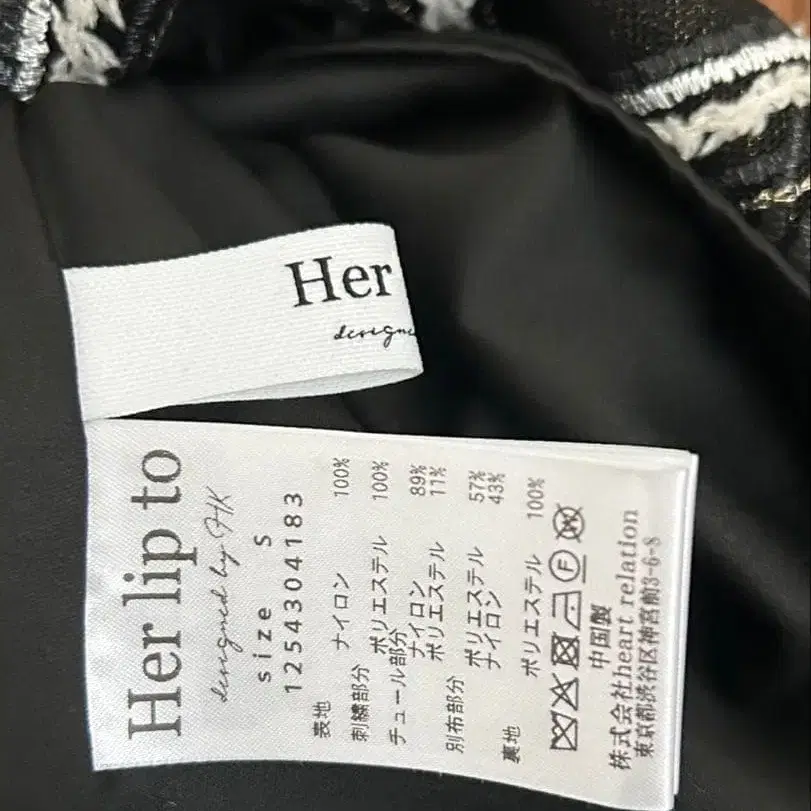 Her
designe
Her lip to
designed by HK
size S
1254304183
表地
ナイロン 100%
刺繍部分
ポリエステル 100%
チュール部分
ナイロン 89%
ポリエステル 11%
別布部分
ポリエステル 57%
ナイロン 43%
裏地
ポリエステル 100%
中国製
株式会社heart relation
東京都渋谷区神宮前3-6-8